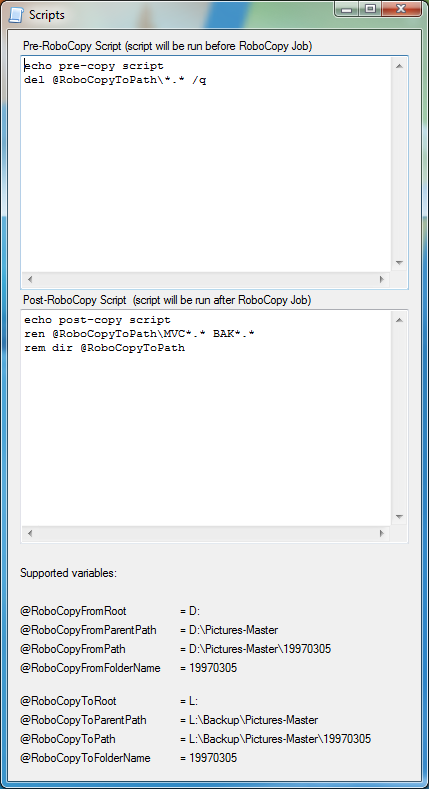 Scripts
Pre-RoboCopy Script (script will be run before RoboCopy Job)
echo pre-copy script
del @RoboCopyToPath\*.* /q
Post-RoboCopy Script  (script will be run after RoboCopy Job)
echo post-copy script
ren @RoboCopyToPath\MVC*.* BAK*.*
rem dir @RoboCopyToPath
Supported variables:
@RoboCopyFromRoot = D:
@RoboCopyFromParentPath = D:\Pictures-Master
@RoboCopyFromPath = D:\Pictures-Master\19970305
@RoboCopyFromFolderName = 19970305
@RoboCopyToRoot = L:
@RoboCopyToParentPath = L:\Backup\Pictures-Master
@RoboCopyToPath = L:\Backup\Pictures-Master\19970305
@RoboCopyToFolderName = 19970305